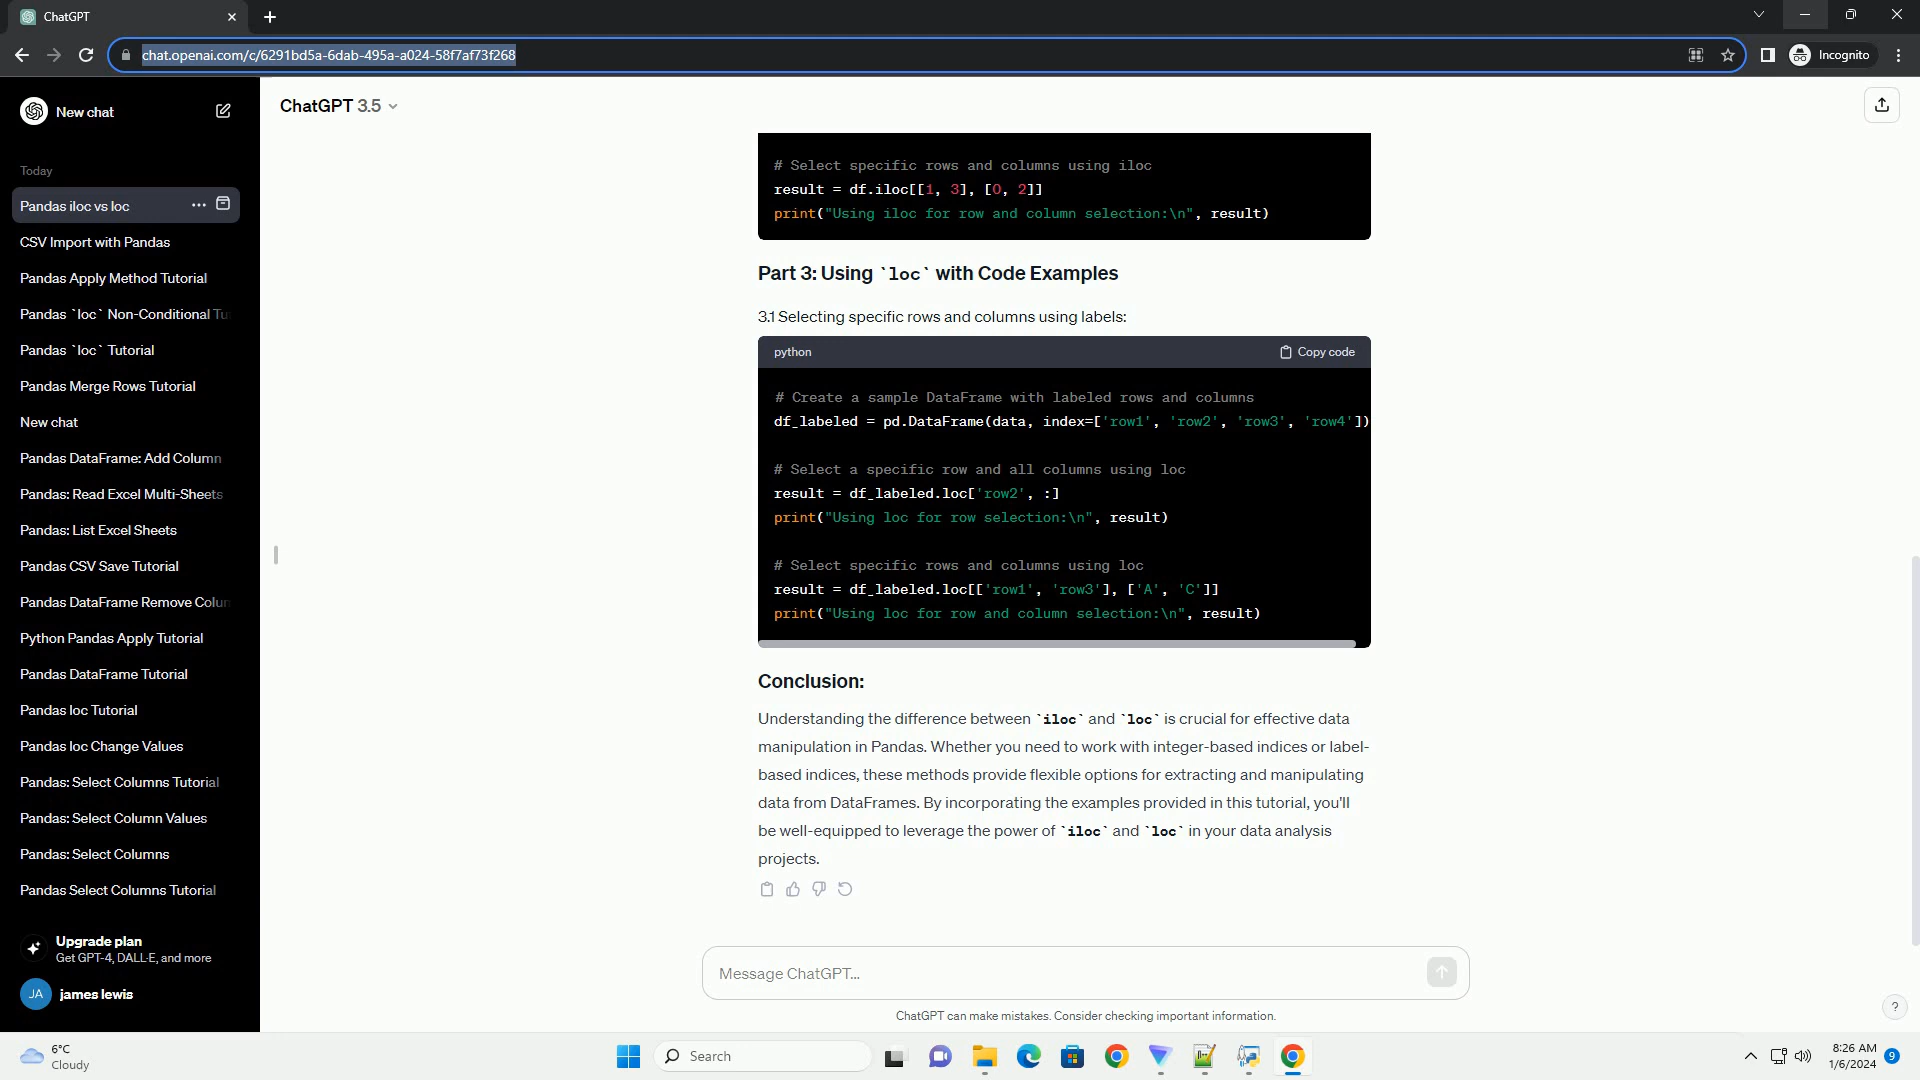 ChatGPT
chat.openai.com/c/6291bd5a-6dab-495a-a024-58f7af73f268
Incognito
New chat
Today
Pandas iloc vs loc
CSV Import with Pandas
Pandas Apply Method Tutorial
Pandas `loc` Non-Conditional Tu
Pandas `loc` Tutorial
Pandas Merge Rows Tutorial
New chat
Pandas DataFrame: Add Column
Pandas: Read Excel Multi-Sheets
Pandas: List Excel Sheets
Pandas CSV Save Tutorial
Pandas DataFrame Remove Colum
Python Pandas Apply Tutorial
Pandas DataFrame Tutorial
Pandas loc Tutorial
Pandas loc Change Values
Pandas: Select Columns Tutorial
Pandas: Select Column Values
Pandas: Select Columns
Pandas Select Columns Tutorial
Upgrade plan
Get GPT-4, DALL·E, and more
JA
james lewis
ChatGPT 3.5
# Select specific rows and columns using iloc
result = df.iloc[[1, 3], [0, 2]]
print("Using iloc for row and column selection:\n", result)
Part 3: Using `loc` with Code Examples
3.1 Selecting specific rows and columns using labels:
python
Copy code
# Create a sample DataFrame with labeled rows and columns
df_labeled = pd.DataFrame(data, index=['row1', 'row2', 'row3', 'row4'])
# Select a specific row and all columns using loc
result = df_labeled.loc['row2', :]
print("Using loc for row selection:\n", result)
# Select specific rows and columns using loc
result = df_labeled.loc[['row1', 'row3'], ['A', 'C']]
print("Using loc for row and column selection:\n", result)
Conclusion:
Understanding the difference between `iloc` and `loc` is crucial for effective data
manipulation in Pandas. Whether you need to work with integer-based indices or label-
based indices, these methods provide flexible options for extracting and manipulating
data from DataFrames. By incorporating the examples provided in this tutorial, you'll
be well-equipped to leverage the power of `iloc` and `loc` in your data analysis
projects.
Message ChatGPT...
ChatGPT can make mistakes. Consider checking important information.
?
6°C
Cloudy
Search
8:26 AM
1/6/2024
9